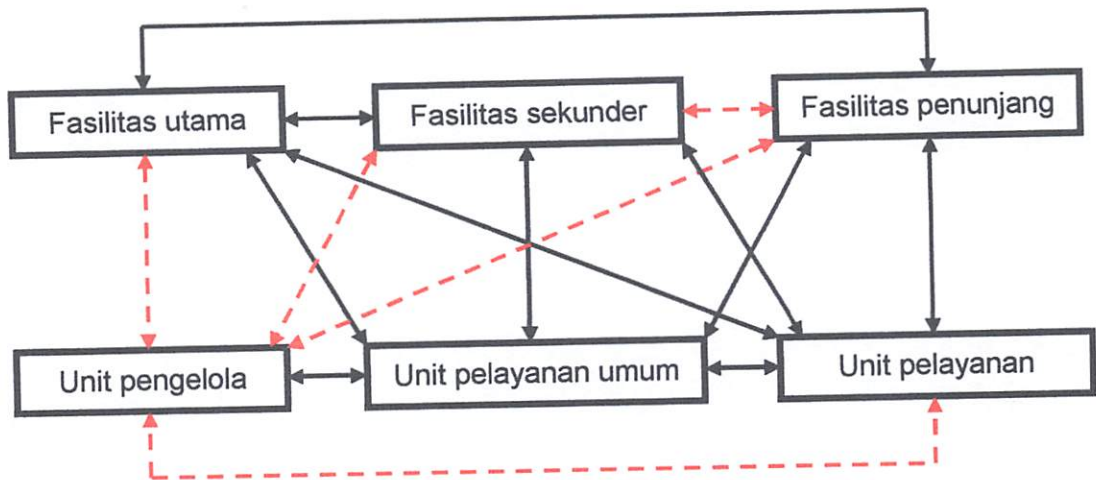 Fasilitas utama
Fasilitas sekunder
Fasilitas penunjang
Unit pengelola
Unit pelayanan umum
Unit pelayanan